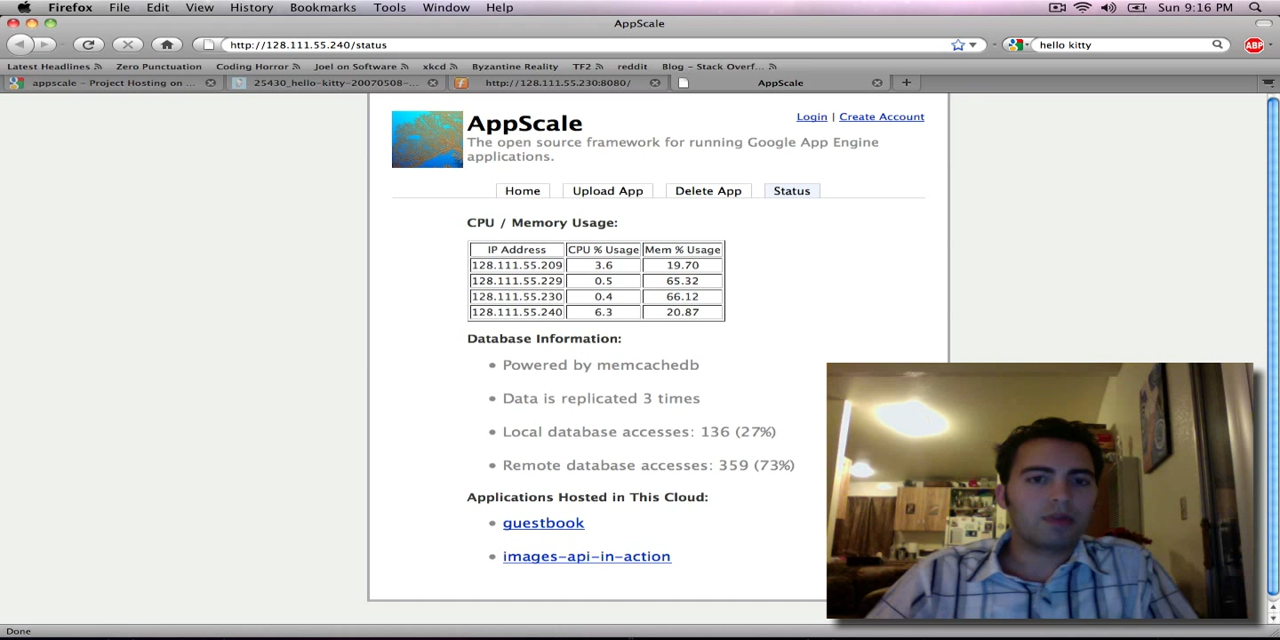 Firefox File Edit View History Bookmarks Tools Window Help Sun 9:16 PM
AppScale
http://128.111.55.240/status hello kitty ABP
Latest Headlines Zero Punctuation Coding Horror Joel on Software xkcd Byzantine Reality TF2 reddit Blog – Stack Overf...
appscale – Project Hosting on ... 25430_hello-kitty-20070508-... http://128.111.55.230:8080/ AppScale
AppScale
Login | Create Account
The open source framework for running Google App Engine
applications.
Home Upload App Delete App Status
CPU / Memory Usage:
IP Address CPU % Usage Mem % Usage
128.111.55.209 3.6 19.70
128.111.55.229 0.5 65.32
128.111.55.230 0.4 66.12
128.111.55.240 6.3 20.87
Database Information:
• Powered by memcachedb
• Data is replicated 3 times
• Local database accesses: 136 (27%)
• Remote database accesses: 359 (73%)
Applications Hosted in This Cloud:
• guestbook
• images-api-in-action
Done